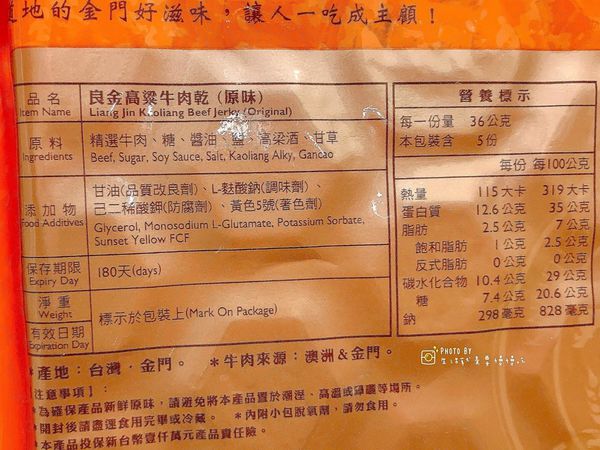 地的金門好滋味，讓人一吃成主顧！
品名
Item Name
良金高粱牛肉乾（原味）
Liang Jin Kaoliang Beef Jerky (Original)
原料
Ingredients
精選牛肉、糖、醬油、鹽、高梁酒、甘草
Beef, Sugar, Soy Sauce, Salt, Kaoliang Alky, Gancao
添加物
Food Additives
甘油(品質改良劑)、L-麩酸鈉(調味劑)、
己二稀酸鉀(防腐劑)、黃色5號(著色劑)
Glycerol, Monosodium L-Glutamate, Potassium Sorbate,
Sunset Yellow FCF
保存期限
Expiry Day
180天(days)
淨重
Weight
有效日期
Expiration Day
標示於包裝上(Mark On Package)
*產地：台灣·金門。 *牛肉來源：澳洲&金門。
注意事項】：
*為確保產品新鮮原味，請避免將本產品置於潮溼、高溫或曝曬等場所。
*開封後請盡速食用完畢或冷藏。 *內附小包脫氧劑，請勿食用。
*本產品投保新台幣壹仟萬元產品責任險。
營養標示
每一份量 36公克
本包裝含 5份
每份 每100公克
熱量 115大卡 319大卡
蛋白質 12.6公克 35公克
脂肪 2.5公克 7公克
飽和脂肪 1公克 2.5公克
反式脂肪 0公克 0公克
碳水化合物 10.4公克 29公克
糖 7.4公克 20.6公克
鈉 298毫克 828毫克
PHOTO BY